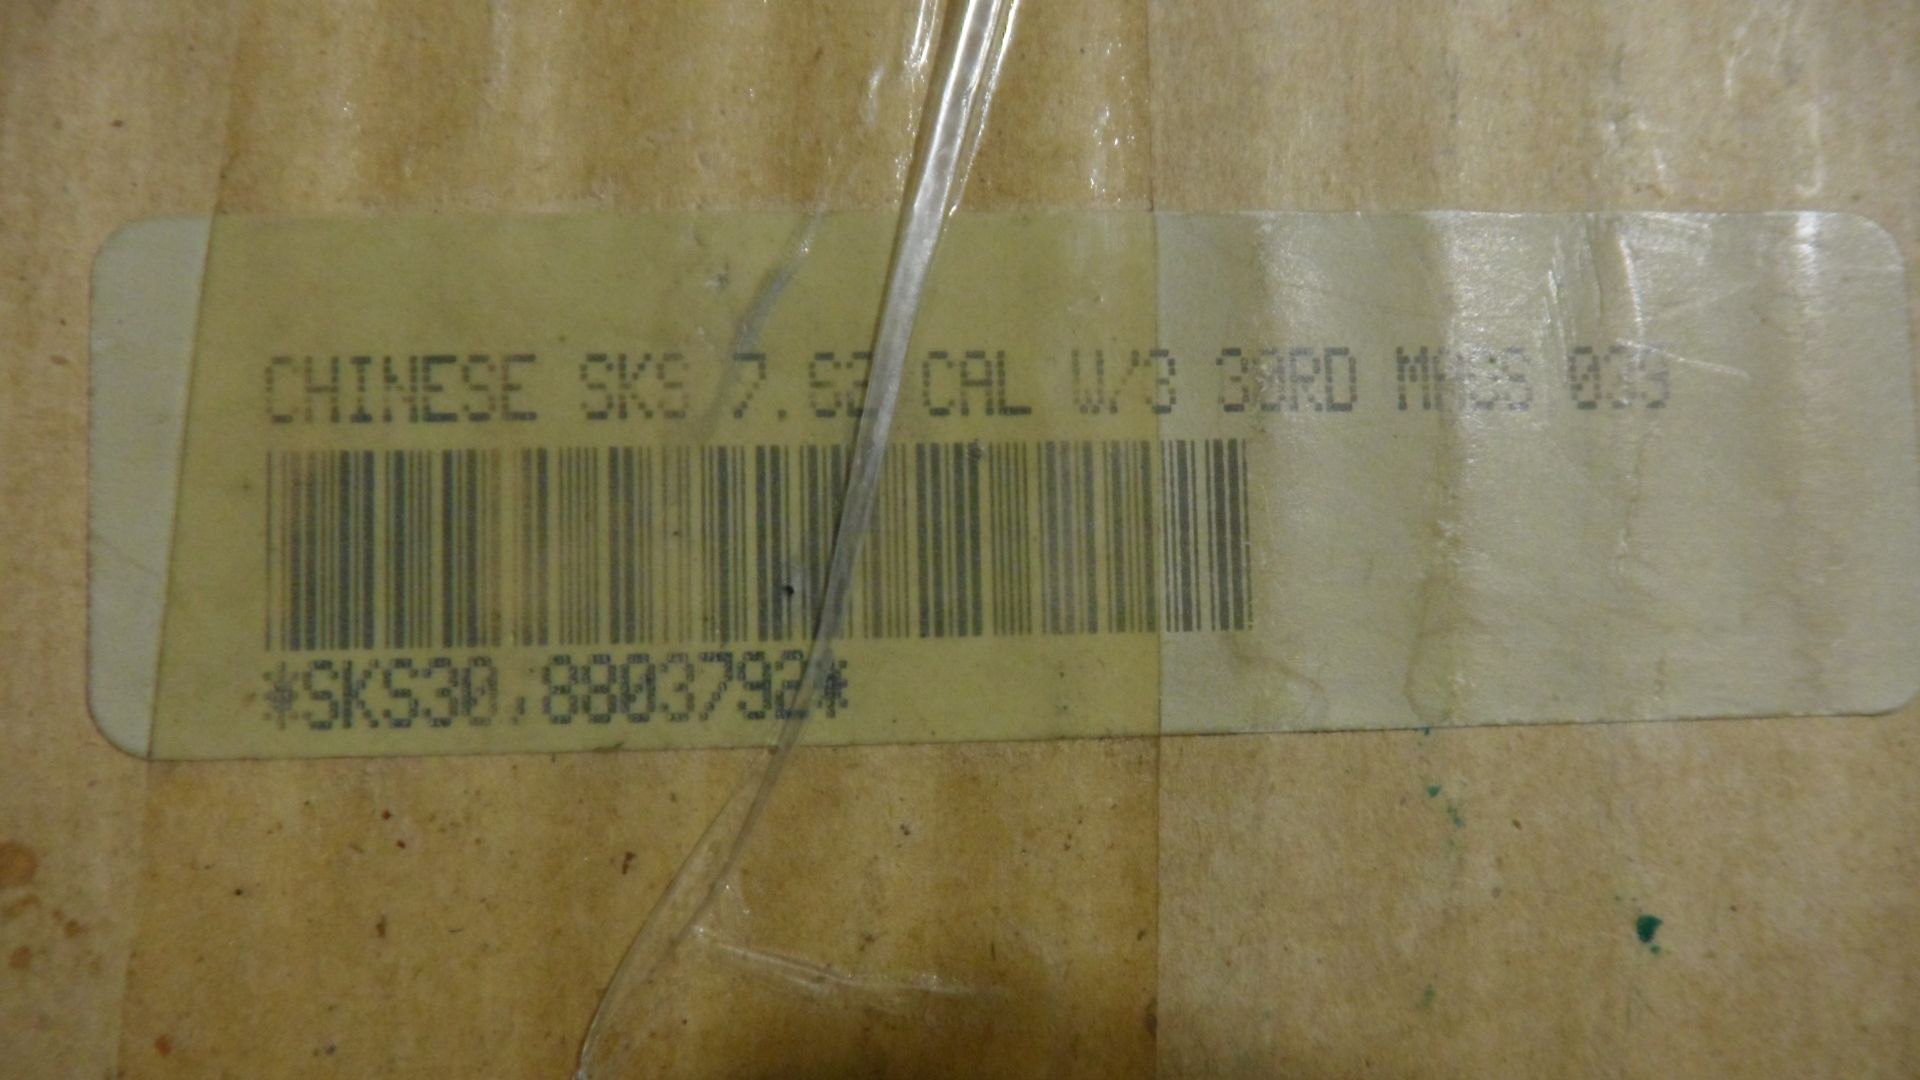 CHINESE SKS 7.62 CAL W/3 30RD MAGS 039
*SKS30.8803792*